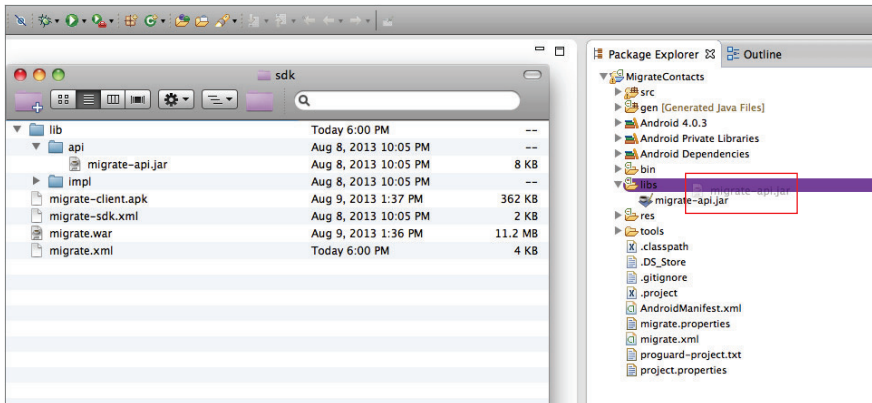 sdk
lib Today 6:00 PM --
api Aug 8, 2013 10:05 PM --
migrate-api.jar Aug 8, 2013 10:05 PM 8 KB
impl Aug 8, 2013 10:05 PM --
migrate-client.apk Aug 9, 2013 1:37 PM 362 KB
migrate-sdk.xml Aug 8, 2013 10:05 PM 2 KB
migrate.war Aug 9, 2013 1:36 PM 11.2 MB
migrate.xml Today 6:00 PM 4 KB
Package Explorer Outline
MigrateContacts
src
gen [Generated Java Files]
Android 4.0.3
Android Private Libraries
Android Dependencies
bin
libs migrate-api.jar
migrate-api.jar
res
tools
.classpath
.DS_Store
.gitignore
.project
AndroidManifest.xml
migrate.properties
migrate.xml
proguard-project.txt
project.properties